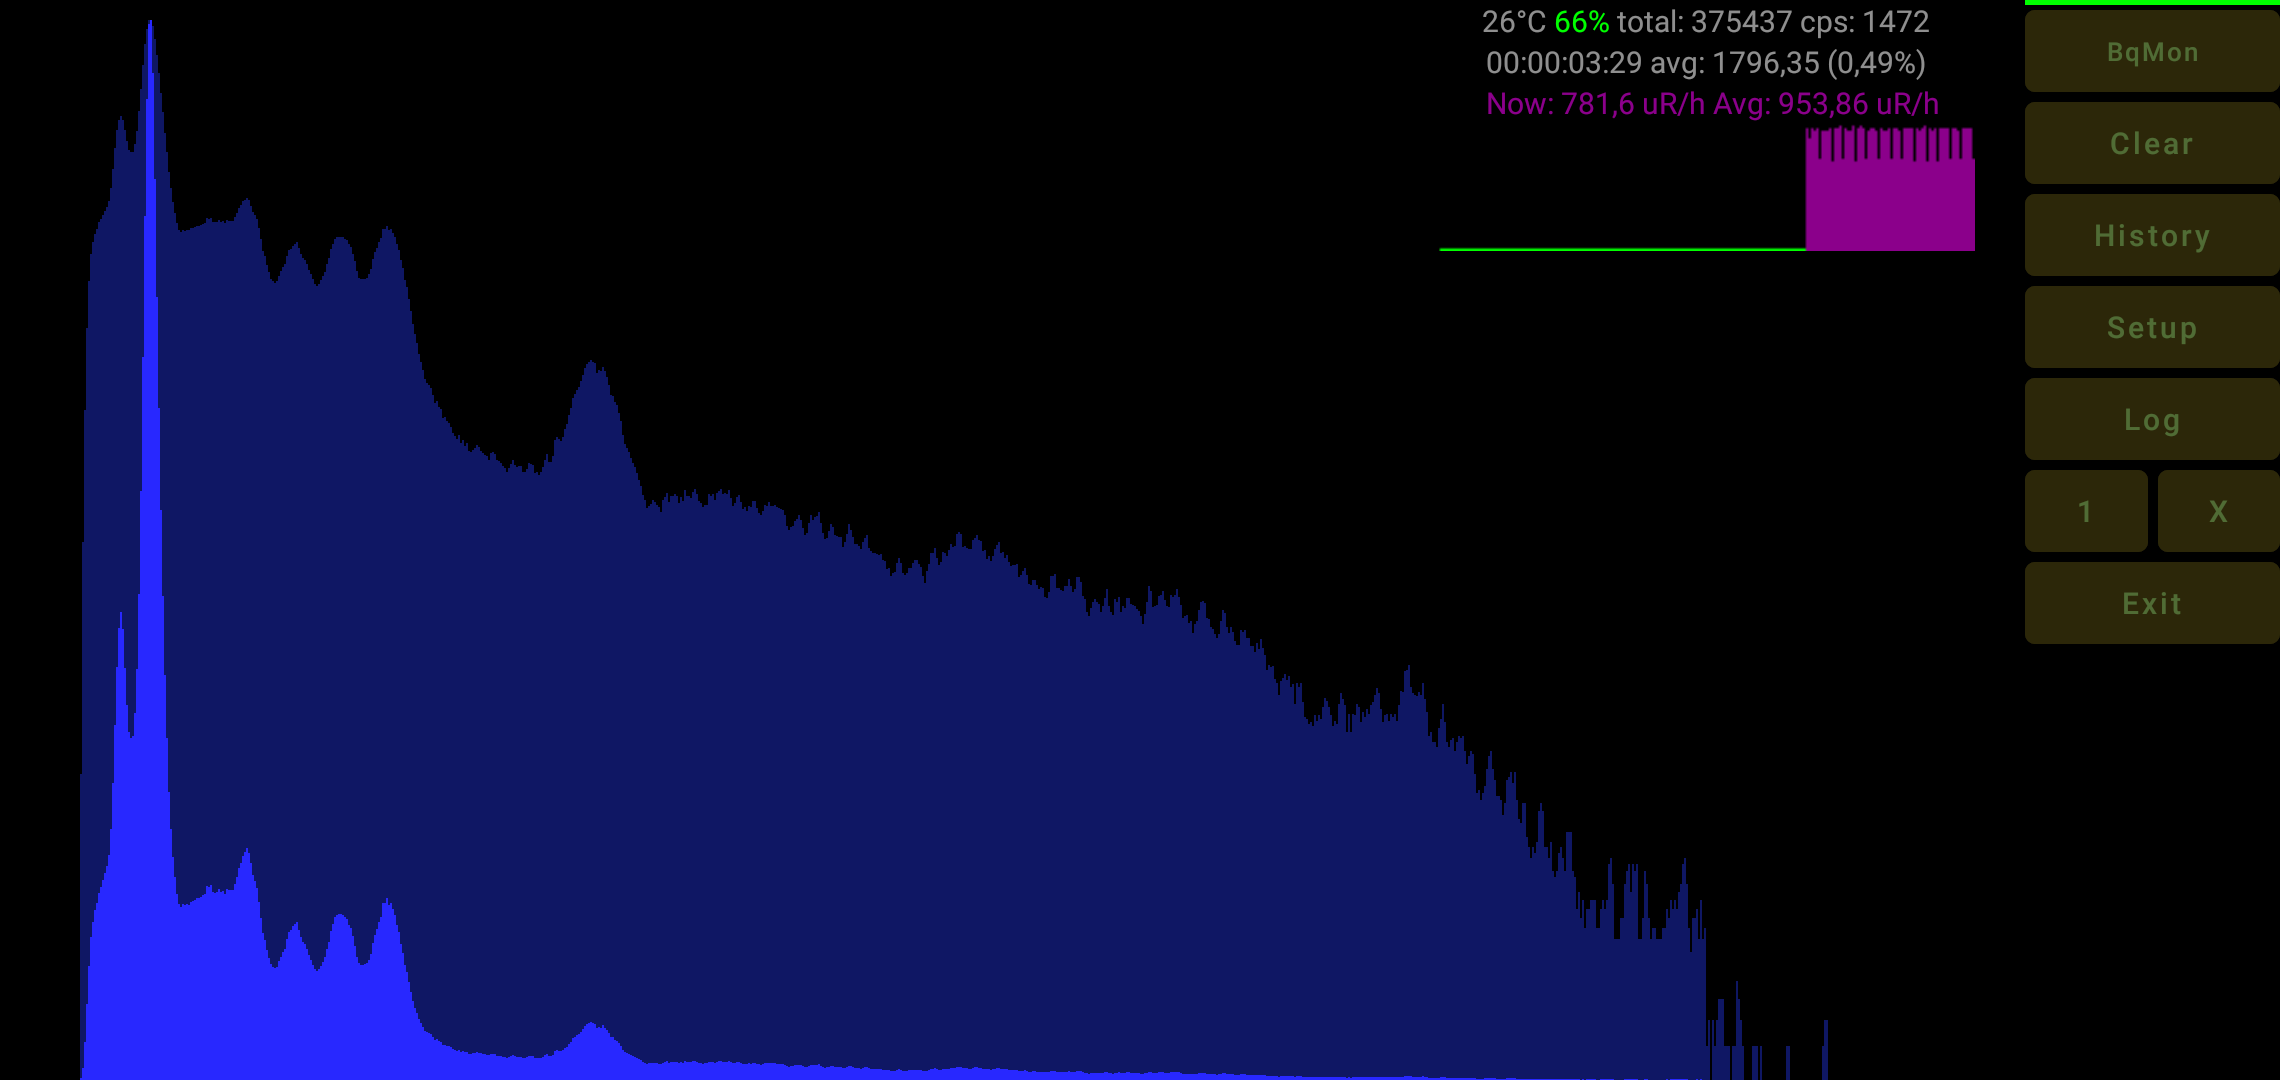 26°C 66% total: 375437 cps: 1472
00:00:03:29 avg: 1796,35 (0,49%)
Now: 781,6 uR/h Avg: 953,86 uR/h
BqMon
Clear
History
Setup
Log
1 X
Exit